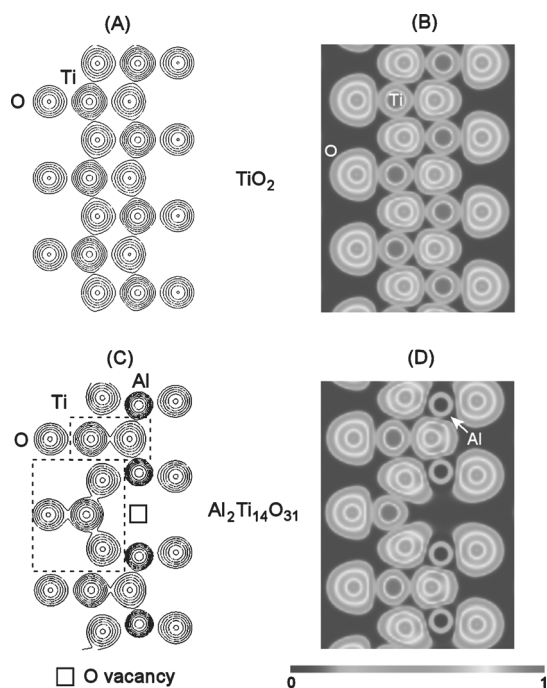 (A)
(B)
Ti
O
Ti
O
TiO₂
(C)
(D)
Al
Ti
O
Al
Al₂Ti₁₄O₃₁
O vacancy
0
1